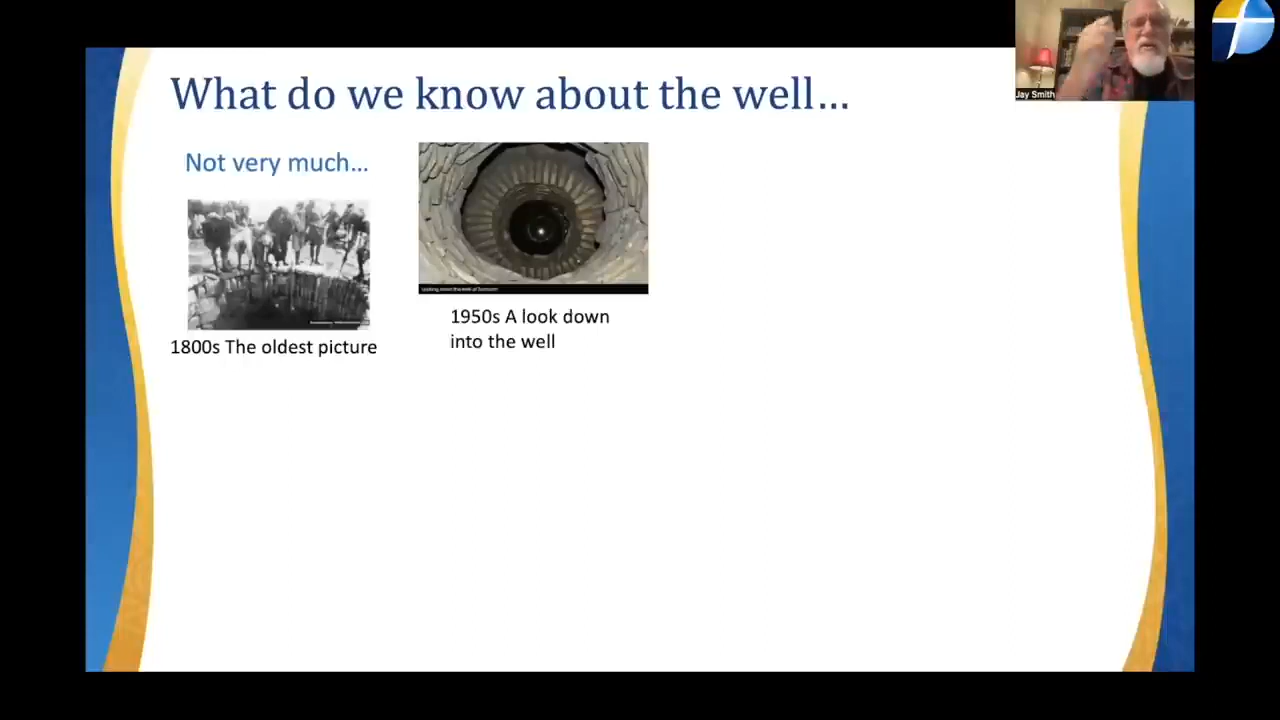 What do we know about the well...
Jay Smith
Not very much...
1800s The oldest picture
1950s A look down
into the well